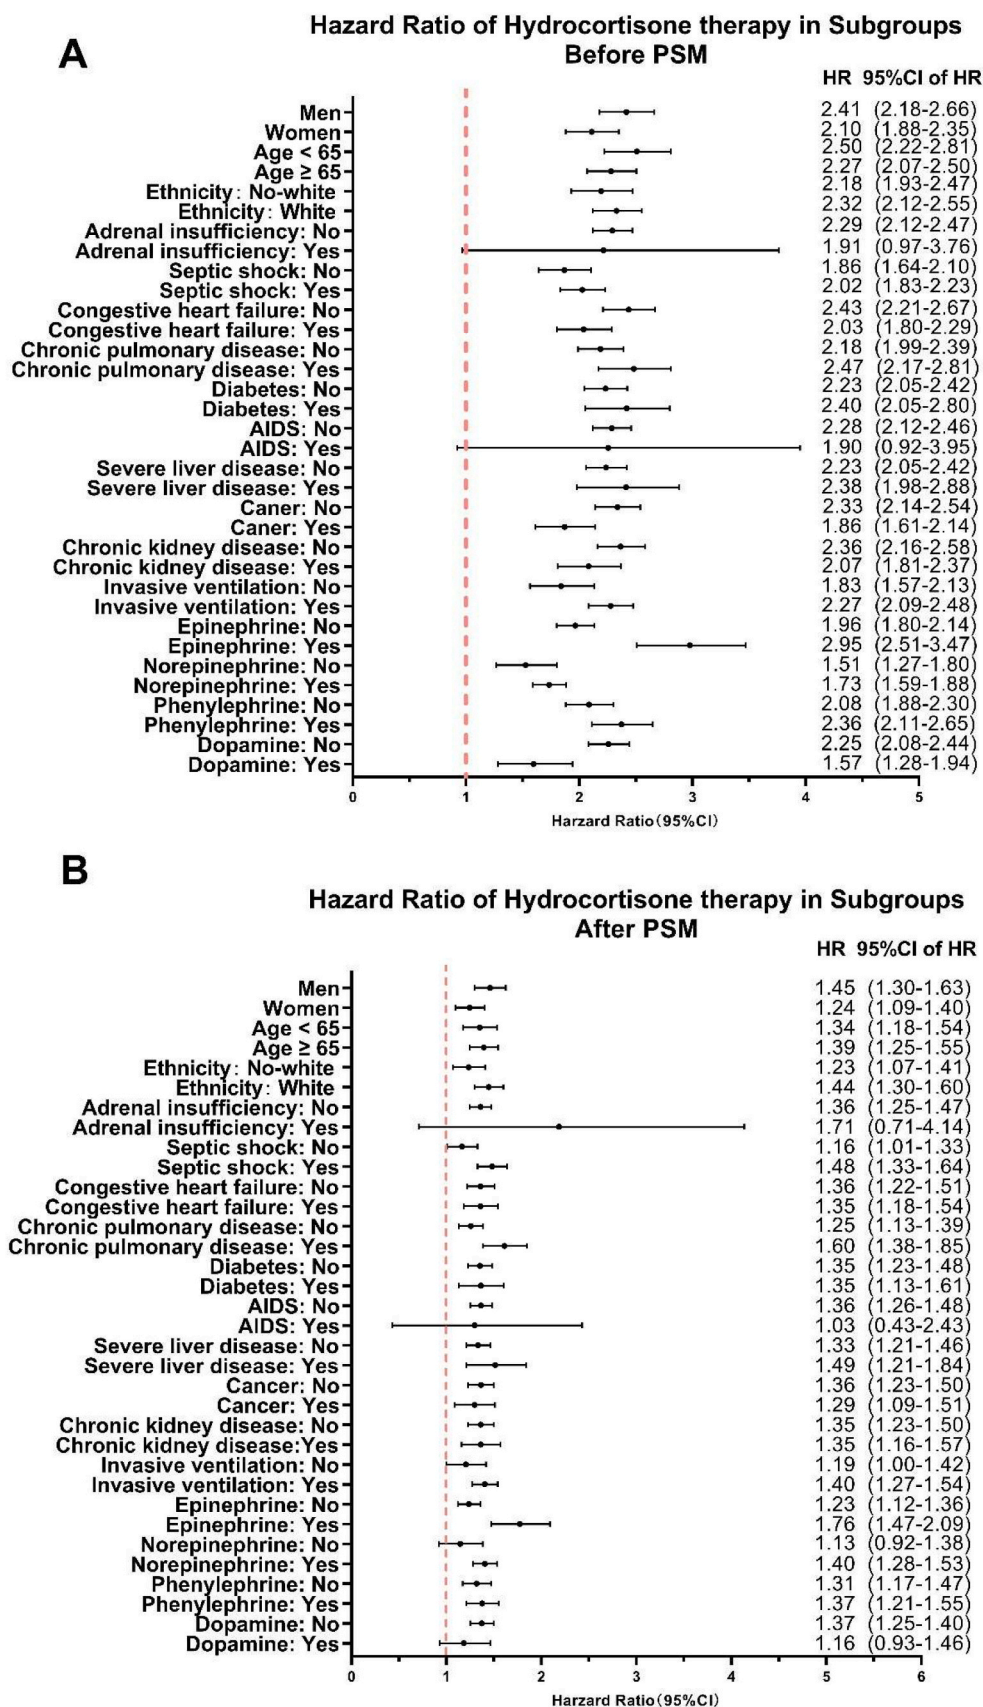 A
Hazard Ratio of Hydrocortisone therapy in Subgroups
Before PSM
HR 95%CI of HR
Men 2.41 (2.18-2.66)
Women 2.10 (1.88-2.35)
Age < 65 2.50 (2.22-2.81)
Age ≥ 65 2.27 (2.07-2.50)
Ethnicity: No-white 2.18 (1.93-2.47)
Ethnicity: White 2.32 (2.12-2.55)
Adrenal insufficiency: No 2.29 (2.12-2.47)
Adrenal insufficiency: Yes 1.91 (0.97-3.76)
Septic shock: No 1.86 (1.64-2.10)
Septic shock: Yes 2.02 (1.83-2.23)
Congestive heart failure: No 2.43 (2.21-2.67)
Congestive heart failure: Yes 2.03 (1.80-2.29)
Chronic pulmonary disease: No 2.18 (1.99-2.39)
Chronic pulmonary disease: Yes 2.47 (2.17-2.81)
Diabetes: No 2.23 (2.05-2.42)
Diabetes: Yes 2.40 (2.05-2.80)
AIDS: No 2.28 (2.12-2.46)
AIDS: Yes 1.90 (0.92-3.95)
Severe liver disease: No 2.23 (2.05-2.42)
Severe liver disease: Yes 2.38 (1.98-2.88)
Caner: No 2.33 (2.14-2.54)
Caner: Yes 1.86 (1.61-2.14)
Chronic kidney disease: No 2.36 (2.16-2.58)
Chronic kidney disease: Yes 2.07 (1.81-2.37)
Invasive ventilation: No 1.83 (1.57-2.13)
Invasive ventilation: Yes 2.27 (2.09-2.48)
Epinephrine: No 1.96 (1.80-2.14)
Epinephrine: Yes 2.95 (2.51-3.47)
Norepinephrine: No 1.51 (1.27-1.80)
Norepinephrine: Yes 1.73 (1.59-1.88)
Phenylephrine: No 2.08 (1.88-2.30)
Phenylephrine: Yes 2.36 (2.11-2.65)
Dopamine: No 2.25 (2.08-2.44)
Dopamine: Yes 1.57 (1.28-1.94)
0 1 2 3 4 5
Harzard Ratio(95%CI)
B
Hazard Ratio of Hydrocortisone therapy in Subgroups
After PSM
HR 95%CI of HR
Men 1.45 (1.30-1.63)
Women 1.24 (1.09-1.40)
Age < 65 1.34 (1.18-1.54)
Age ≥ 65 1.39 (1.25-1.55)
Ethnicity: No-white 1.23 (1.07-1.41)
Ethnicity: White 1.44 (1.30-1.60)
Adrenal insufficiency: No 1.36 (1.25-1.47)
Adrenal insufficiency: Yes 1.71 (0.71-4.14)
Septic shock: No 1.16 (1.01-1.33)
Septic shock: Yes 1.48 (1.33-1.64)
Congestive heart failure: No 1.36 (1.22-1.51)
Congestive heart failure: Yes 1.35 (1.18-1.54)
Chronic pulmonary disease: No 1.25 (1.13-1.39)
Chronic pulmonary disease: Yes 1.60 (1.38-1.85)
Diabetes: No 1.35 (1.23-1.48)
Diabetes: Yes 1.35 (1.13-1.61)
AIDS: No 1.36 (1.26-1.48)
AIDS: Yes 1.03 (0.43-2.43)
Severe liver disease: No 1.33 (1.21-1.46)
Severe liver disease: Yes 1.49 (1.21-1.84)
Cancer: No 1.36 (1.23-1.50)
Cancer: Yes 1.29 (1.09-1.51)
Chronic kidney disease: No 1.35 (1.23-1.50)
Chronic kidney disease:Yes 1.35 (1.16-1.57)
Invasive ventilation: No 1.19 (1.00-1.42)
Invasive ventilation: Yes 1.40 (1.27-1.54)
Epinephrine: No 1.23 (1.12-1.36)
Epinephrine: Yes 1.76 (1.47-2.09)
Norepinephrine: No 1.13 (0.92-1.38)
Norepinephrine: Yes 1.40 (1.28-1.53)
Phenylephrine: No 1.31 (1.17-1.47)
Phenylephrine: Yes 1.37 (1.21-1.55)
Dopamine: No 1.37 (1.25-1.40)
Dopamine: Yes 1.16 (0.93-1.46)
0 1 2 3 4 5 6
Harzard Ratio(95%CI)